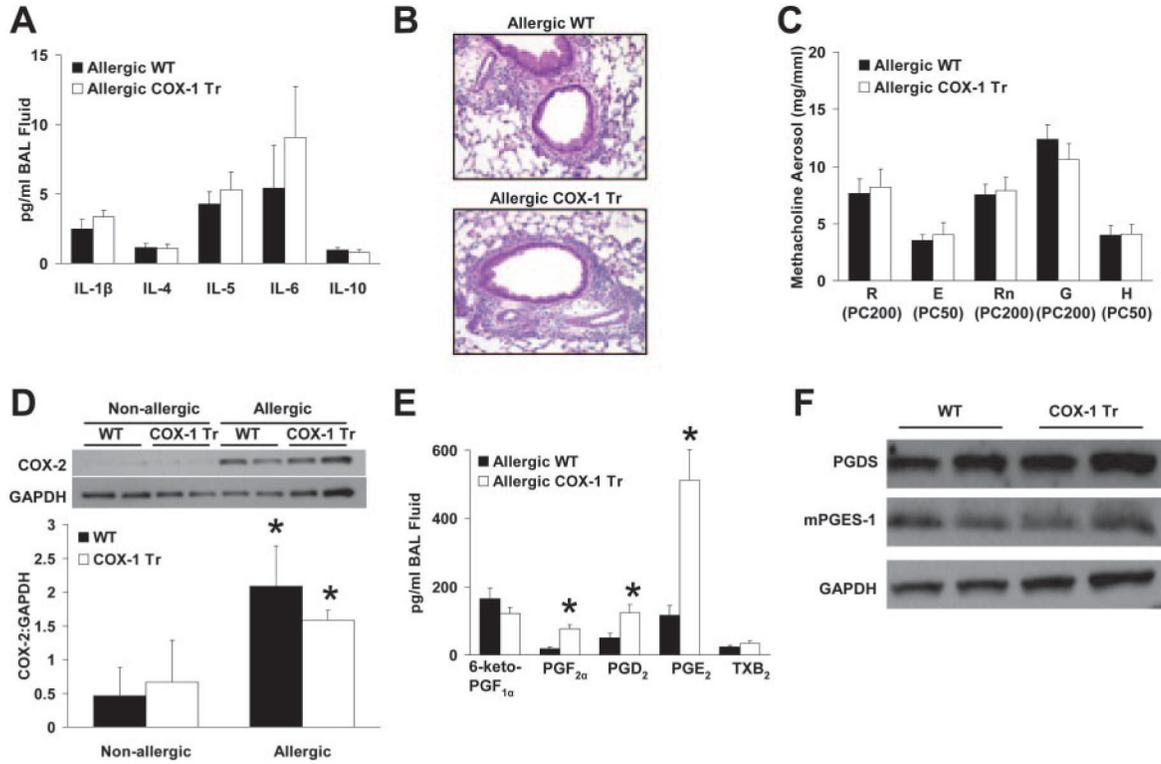 A
15
10
5
0
pg/ml BAL Fluid
Allergic WT
Allergic COX-1 Tr
IL-1β IL-4 IL-5 IL-6 IL-10
B
Allergic WT
Allergic COX-1 Tr
C
20
15
10
5
0
Methacholine Aerosol (mg/mml)
Allergic WT
Allergic COX-1 Tr
R E Rn G H
(PC200) (PC50) (PC200) (PC200) (PC50)
D
Non-allergic Allergic
WT COX-1 Tr WT COX-1 Tr
COX-2
GAPDH
3
2.5
2
1.5
1
0.5
0
COX-2:GAPDH
WT
COX-1 Tr
* *
Non-allergic Allergic
E
600
400
200
0
pg/ml BAL Fluid
Allergic WT
Allergic COX-1 Tr
* * *
6-keto- PGF2α PGD2 PGE2 TXB2
PGF1α
F
WT COX-1 Tr
PGDS
mPGES-1
GAPDH